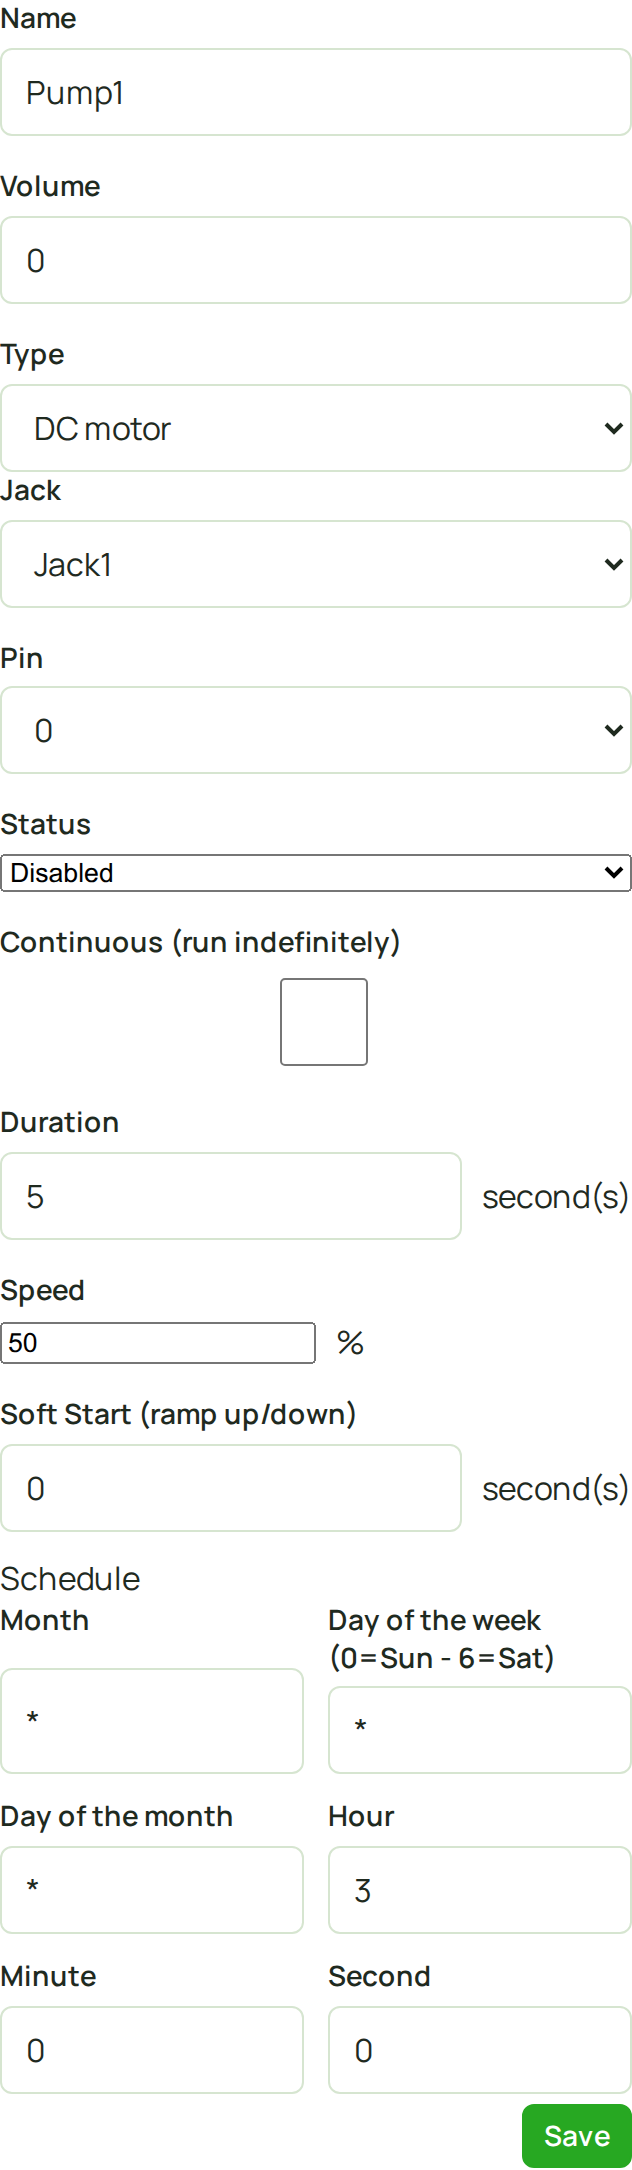 Name
Pump1
Volume
0
Type
DC motor
Jack
Jack1
Pin
0
Status
Disabled
Continuous (run indefinitely)
Duration
5 second(s)
Speed
50 %
Soft Start (ramp up/down)
0 second(s)
Schedule
Month
*
Day of the week
(0=Sun - 6=Sat)
*
Day of the month
*
Hour
3
Minute
0
Second
0
Save